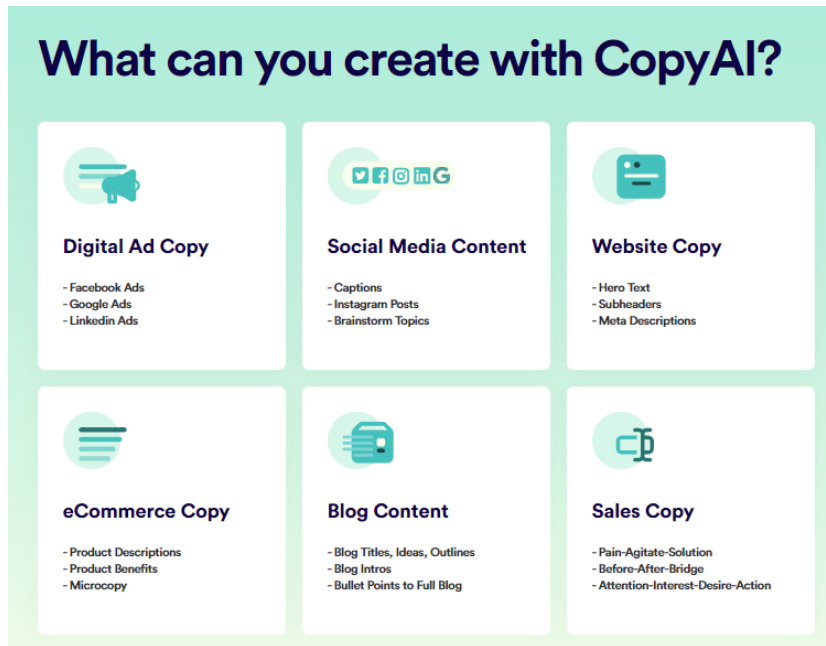 What can you create with CopyAI?
Digital Ad Copy
- Facebook Ads
- Google Ads
- Linkedin Ads
Social Media Content
- Captions
- Instagram Posts
- Brainstorm Topics
Website Copy
- Hero Text
- Subheaders
- Meta Descriptions
eCommerce Copy
- Product Descriptions
- Product Benefits
- Microcopy
Blog Content
- Blog Titles, Ideas, Outlines
- Blog Intros
- Bullet Points to Full Blog
Sales Copy
- Pain-Agitate-Solution
- Before-After-Bridge
- Attention-Interest-Desire-Action